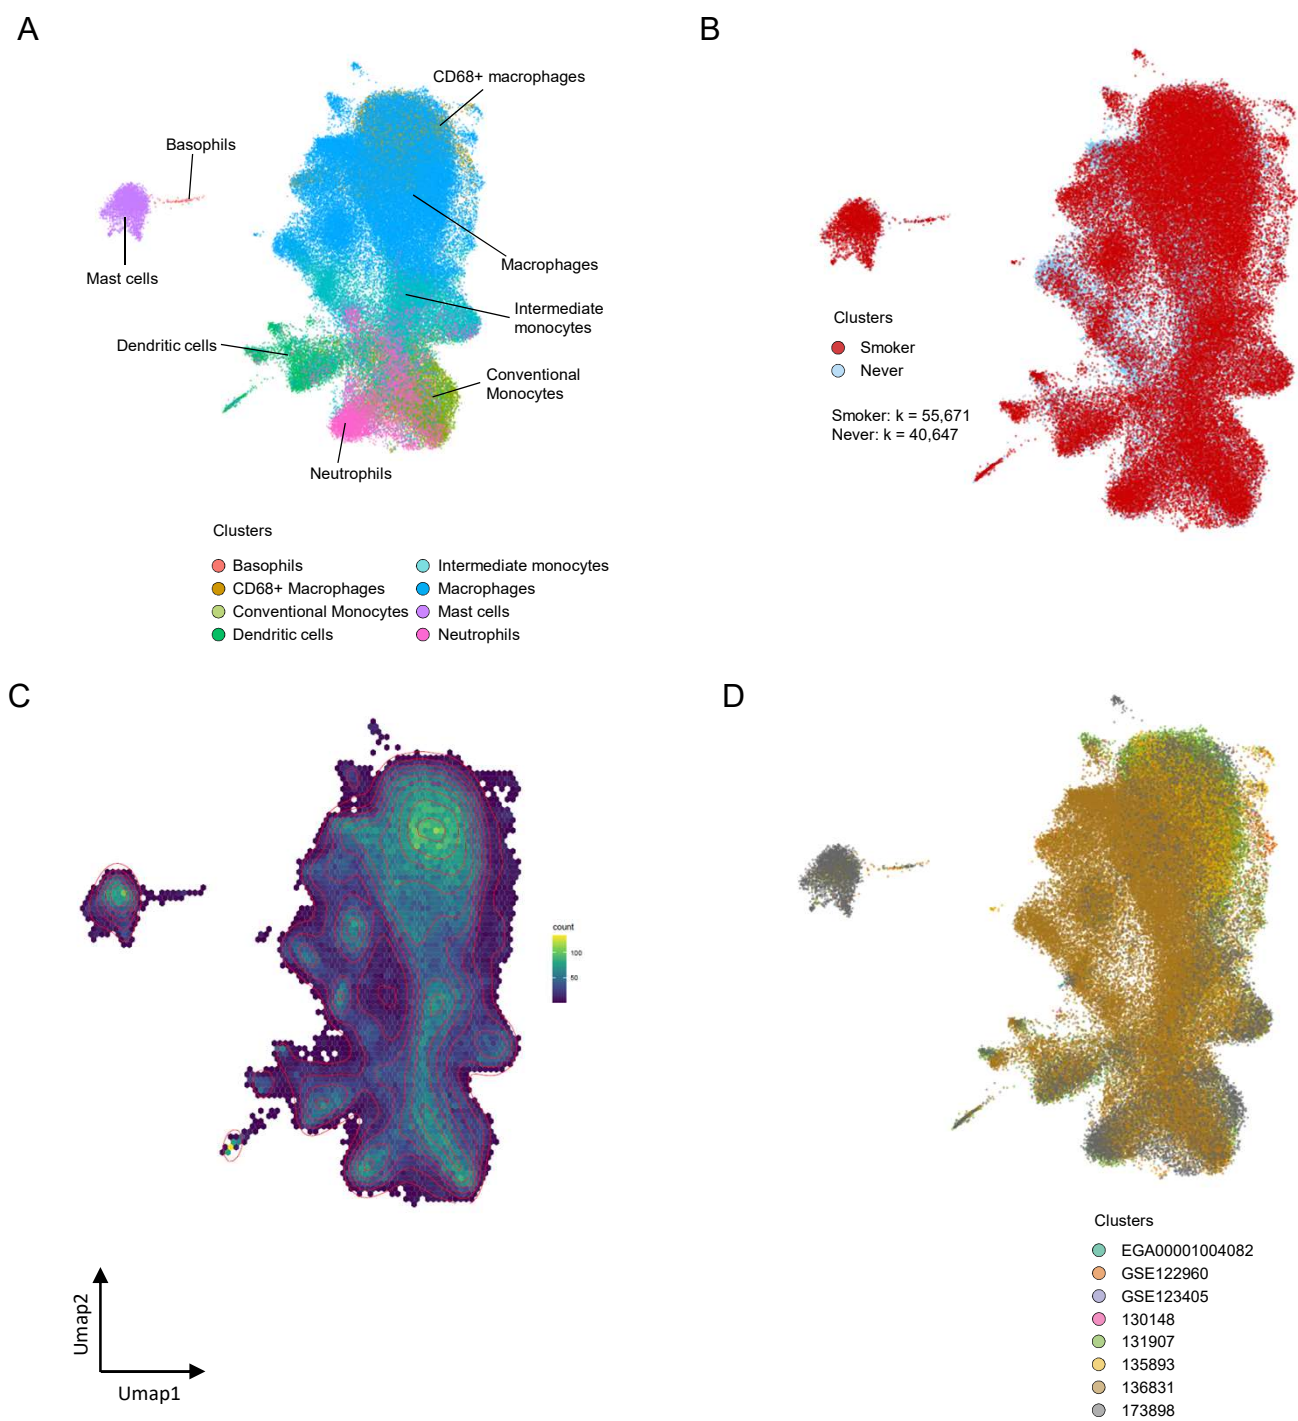 A
B
CD68+ macrophages
Basophils
Mast cells
Macrophages
Intermediate
monocytes
Dendritic cells
Conventional
Monocytes
Neutrophils
Clusters
Basophils
CD68+ Macrophages
Conventional Monocytes
Dendritic cells
Intermediate monocytes
Macrophages
Mast cells
Neutrophils
Clusters
Smoker
Never
Smoker: k = 55,671
Never: k = 40,647
C
D
count
100
50
Umap2
Umap1
Clusters
EGA00001004082
GSE122960
GSE123405
130148
131907
135893
136831
173898